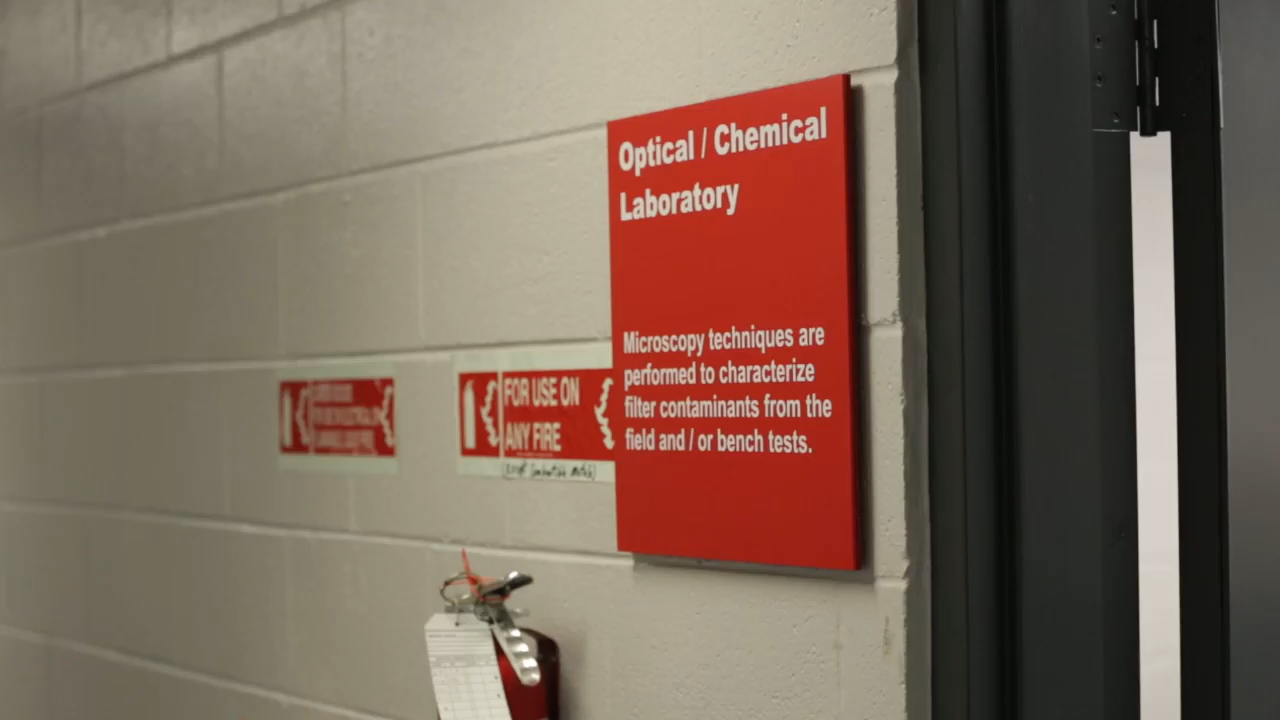 Optical / Chemical
Laboratory
Microscopy techniques are
performed to characterize
filter contaminants from the
field and / or bench tests.
FOR USE ON
ANY FIRE